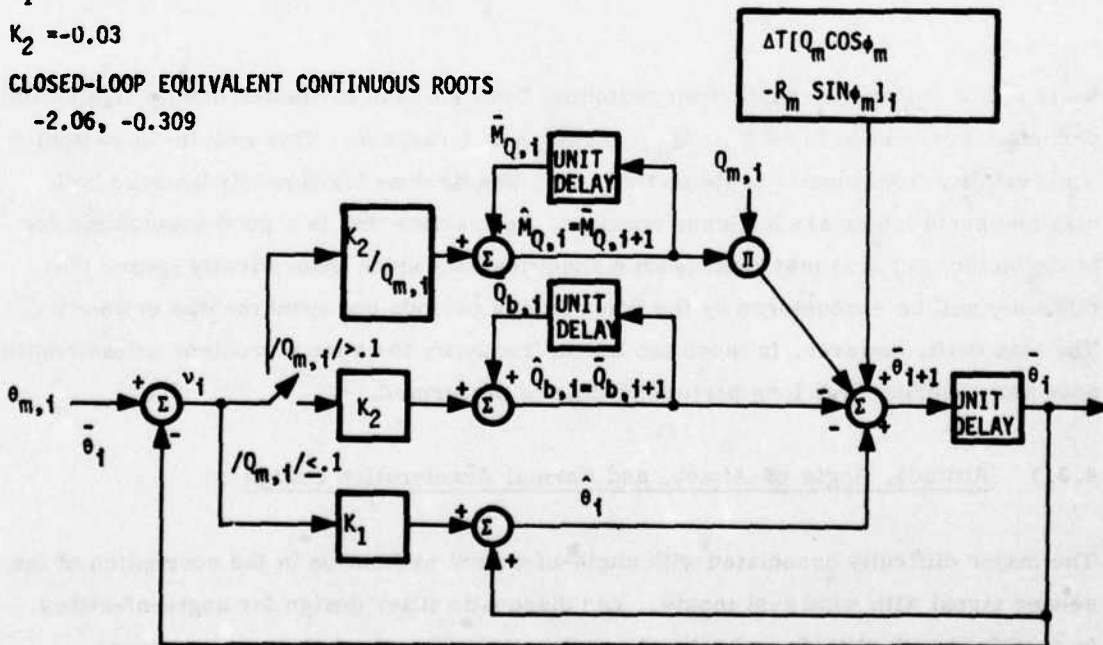 K₂ =-0.03
CLOSED-LOOP EQUIVALENT CONTINUOUS ROOTS
-2.06, -0.309
ΔT[Q_m COSϕ_m
-R_m SINϕ_m]_i
M̄_Q,i
UNIT DELAY
Q_m,i
K₂/Q_m,i
+
Σ
M̂_Q,i=M̄_Q,i+1
Π
Q̄_b,i
UNIT DELAY
/Q_m,i/>.1
θ_m,i
+
Σ
-
ν_i
θ̄_i
K₂
+
Σ
+
Q̂_b,i=Q̄_b,i+1
+
+
-
Σ
+
θ̄_i+1
UNIT DELAY
θ̄_i
/Q_m,i/≤.1
K₁
+
Σ
+
θ̂_i